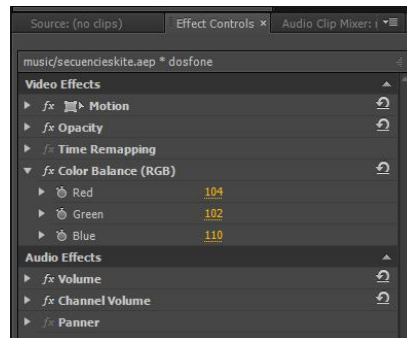 Source: (no clips) Effect Controls × Audio Clip Mixer:
music/secuencieskite.aep * dosfone
Video Effects
fx Motion
fx Opacity
fx Time Remapping
fx Color Balance (RGB)
Red 104
Green 102
Blue 110
Audio Effects
fx Volume
fx Channel Volume
fx Panner